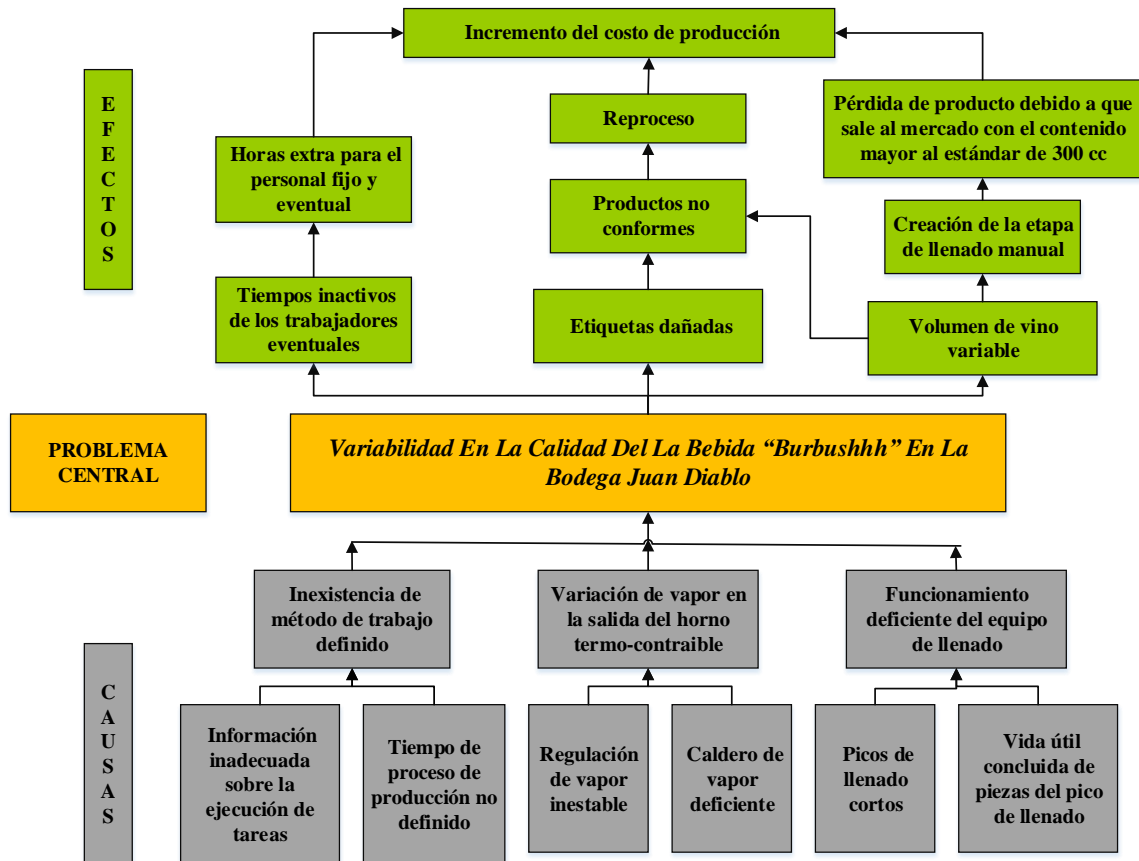 Incremento del costo de producción
E
F
E
C
T
O
S
Reproceso
Pérdida de producto debido a que
sale al mercado con el contenido
mayor al estándar de 300 cc
Horas extra para el
personal fijo y
eventual
Productos no
conformes
Creación de la etapa
de llenado manual
Tiempos inactivos
de los trabajadores
eventuales
Etiquetas dañadas
Volumen de vino
variable
PROBLEMA
CENTRAL
Variabilidad En La Calidad Del La Bebida “Burbushhh” En La
Bodega Juan Diablo
Inexistencia de
método de trabajo
definido
Variación de vapor en
la salida del horno
termo-contraible
Funcionamiento
deficiente del equipo
de llenado
C
A
U
S
A
S
Información
inadecuada
sobre la
ejecución de
tareas
Tiempo de
proceso de
producción no
definido
Regulación
de vapor
inestable
Caldero de
vapor
deficiente
Picos de
llenado
cortos
Vida útil
concluida de
piezas del pico
de llenado